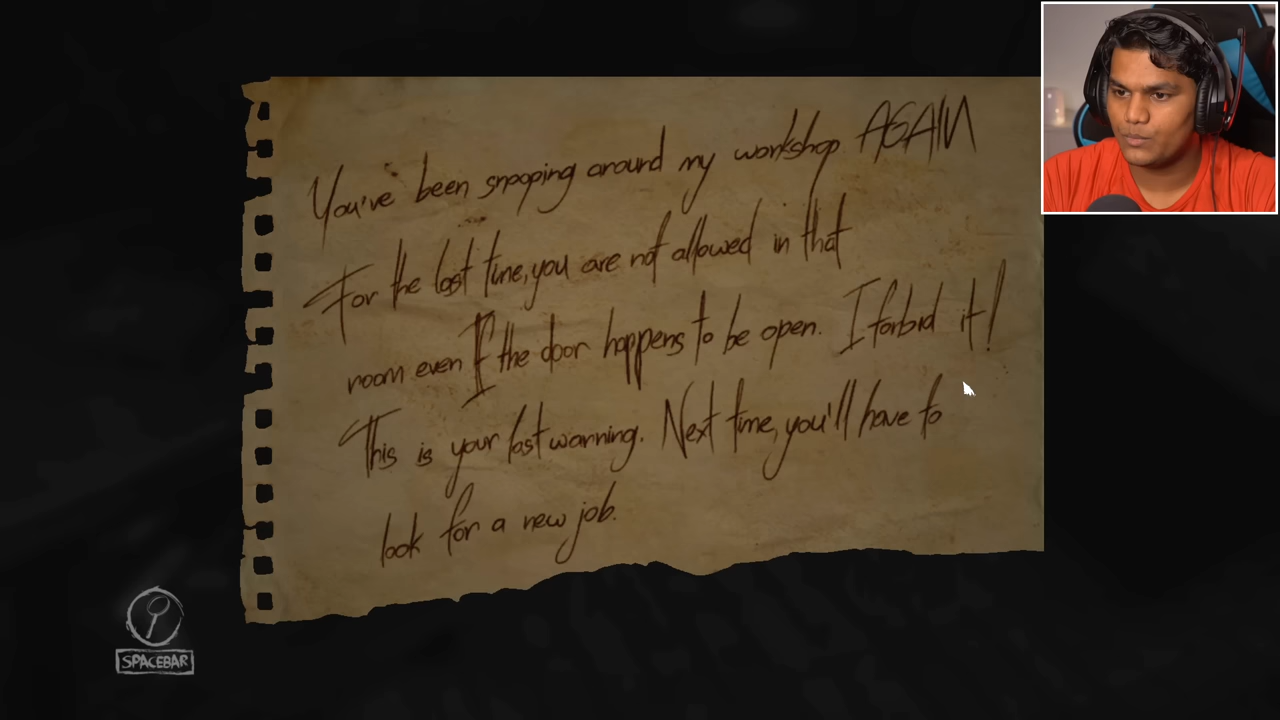 You've been snooping around my workshop AGAIN
For the last time, you are not allowed in that
room even If the door happens to be open. I forbid it!
This is your last warning. Next time, you'll have to
look for a new job.
SPACEBAR